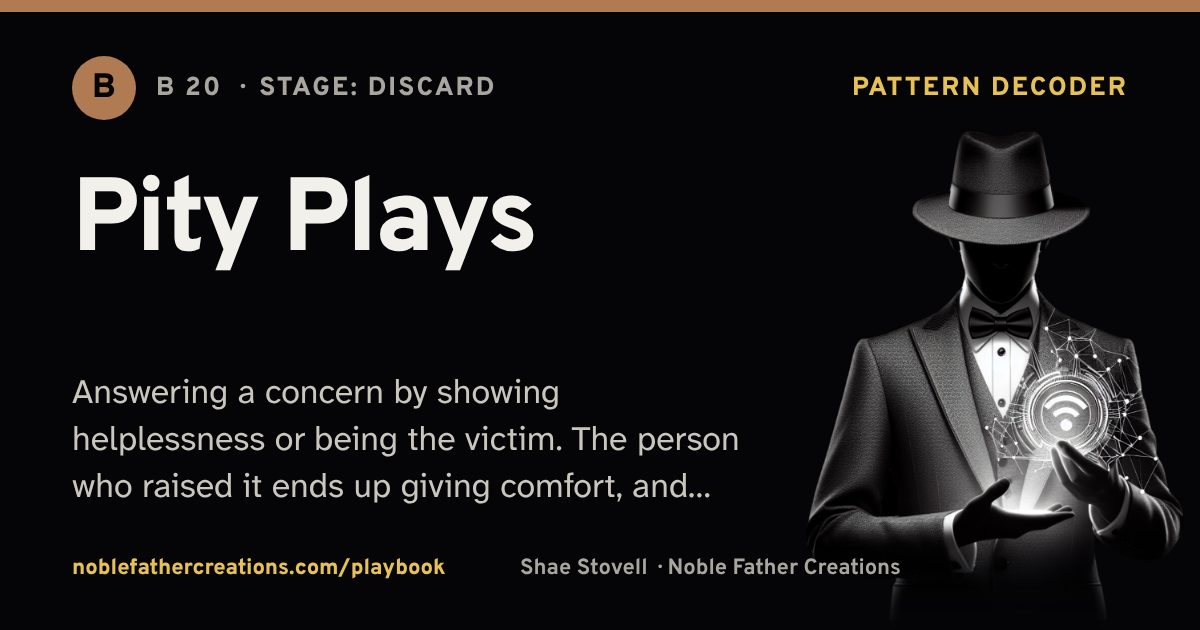 B
B 20 · STAGE: DISCARD
PATTERN DECODER
Pity Plays
Answering a concern by showing
helplessness or being the victim. The person
who raised it ends up giving comfort, and...
noblefathercreations.com/playbook
Shae Stovell · Noble Father Creations